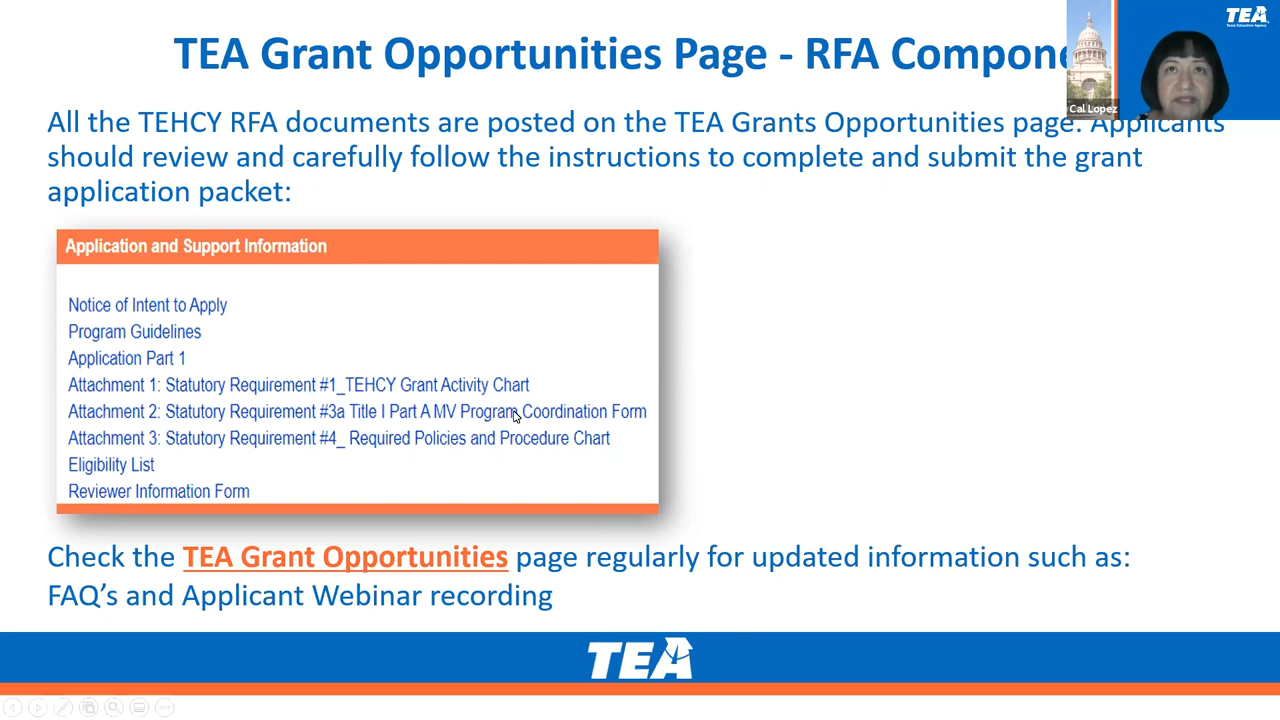 TEA Grant Opportunities Page - RFA Compone
TEA
Texas Education Agency
Cal Lopez
All the TEHCY RFA documents are posted on the TEA Grants Opportunities page. Applicants
should review and carefully follow the instructions to complete and submit the grant
application packet:
Application and Support Information
Notice of Intent to Apply
Program Guidelines
Application Part 1
Attachment 1: Statutory Requirement #1_TEHCY Grant Activity Chart
Attachment 2: Statutory Requirement #3a Title I Part A MV Program Coordination Form
Attachment 3: Statutory Requirement #4_ Required Policies and Procedure Chart
Eligibility List
Reviewer Information Form
Check the TEA Grant Opportunities page regularly for updated information such as:
FAQ’s and Applicant Webinar recording
TEA